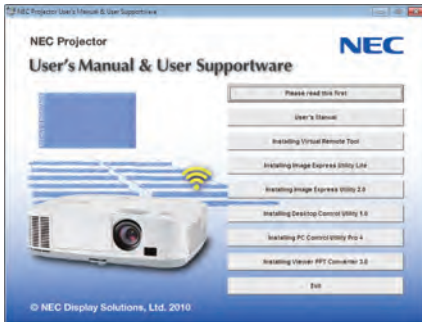 NEC Projector User's Manual & User Supportware
NEC Projector
NEC
User's Manual & User Supportware
Please read this first
User's Manual
Installing Virtual Remote Tool
Installing Image Express Utility Lite
Installing Image Express Utility 2.0
Installing Desktop Control Utility 1.0
Installing PC Control Utility Pro 4
Installing Viewer PPT Converter 3.0
Exit
© NEC Display Solutions, Ltd. 2010